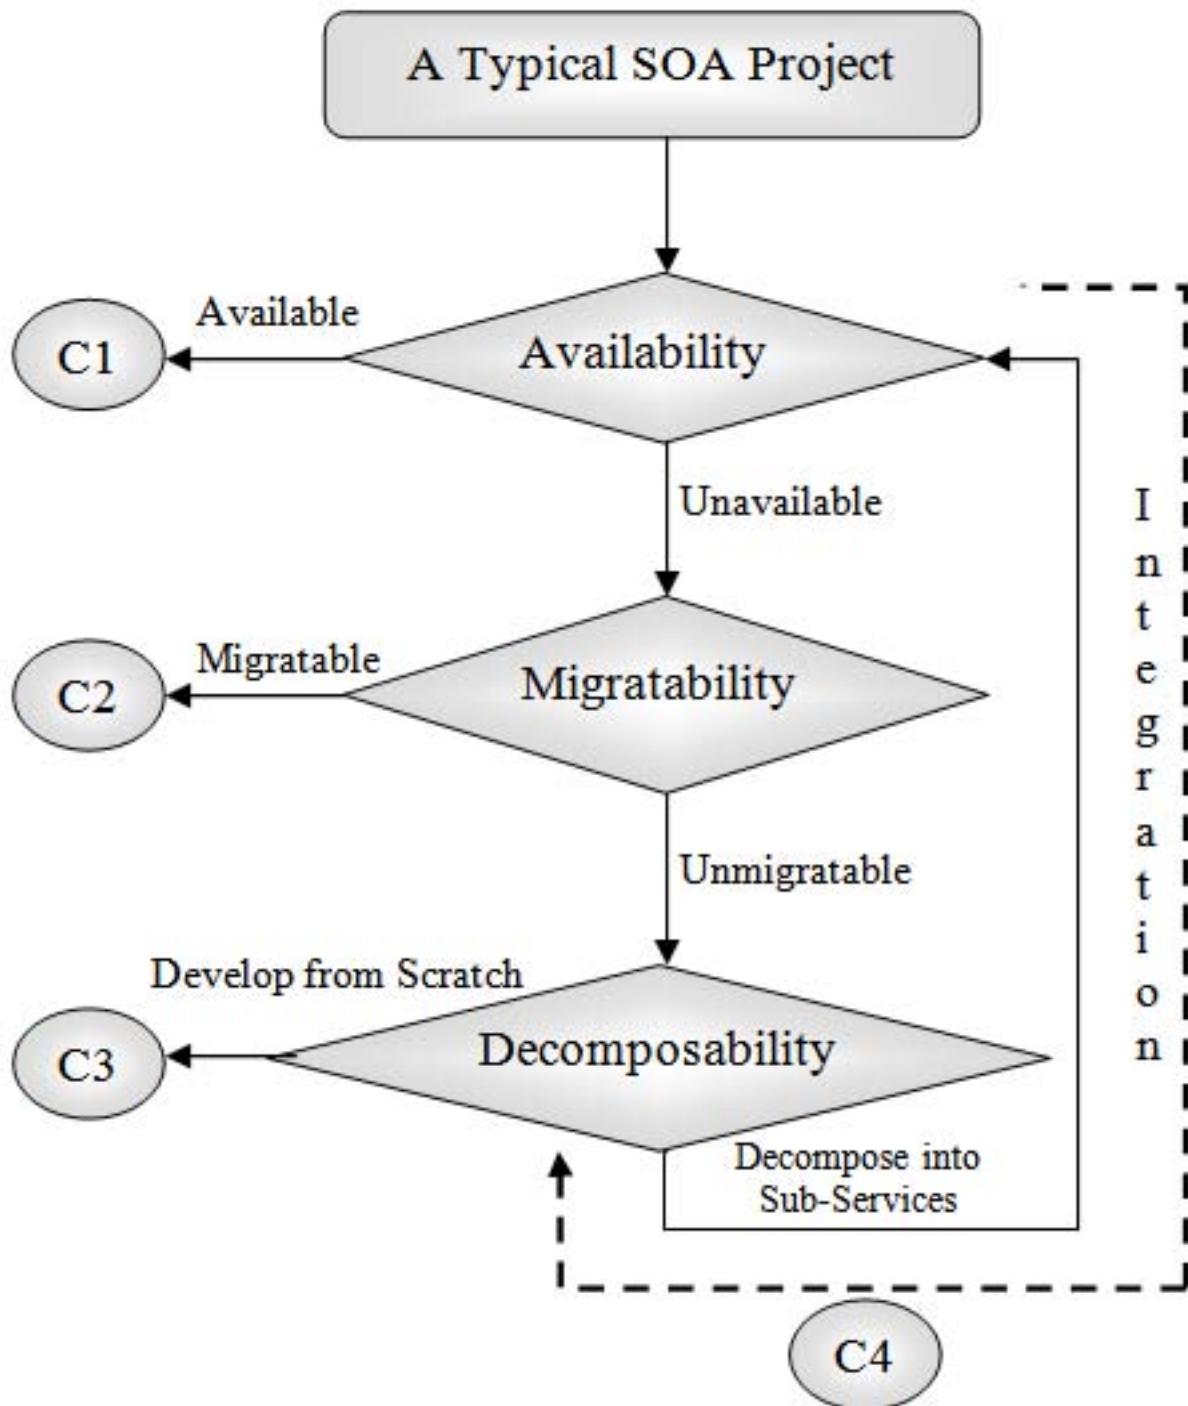 A Typical SOA Project
Available
C1
Availability
Unavailable
Integration
Migratable
C2
Migratability
Unmigratable
Develop from Scratch
C3
Decomposability
Decompose into
Sub-Services
C4